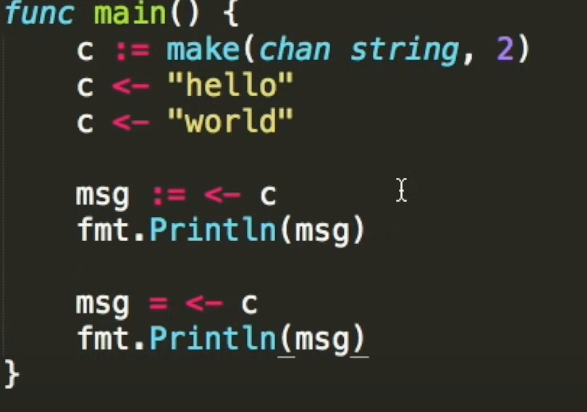 func main() {
    c := make(chan string, 2)
    c <- "hello"
    c <- "world"

    msg := <- c
    fmt.Println(msg)

    msg = <- c
    fmt.Println(msg)
}